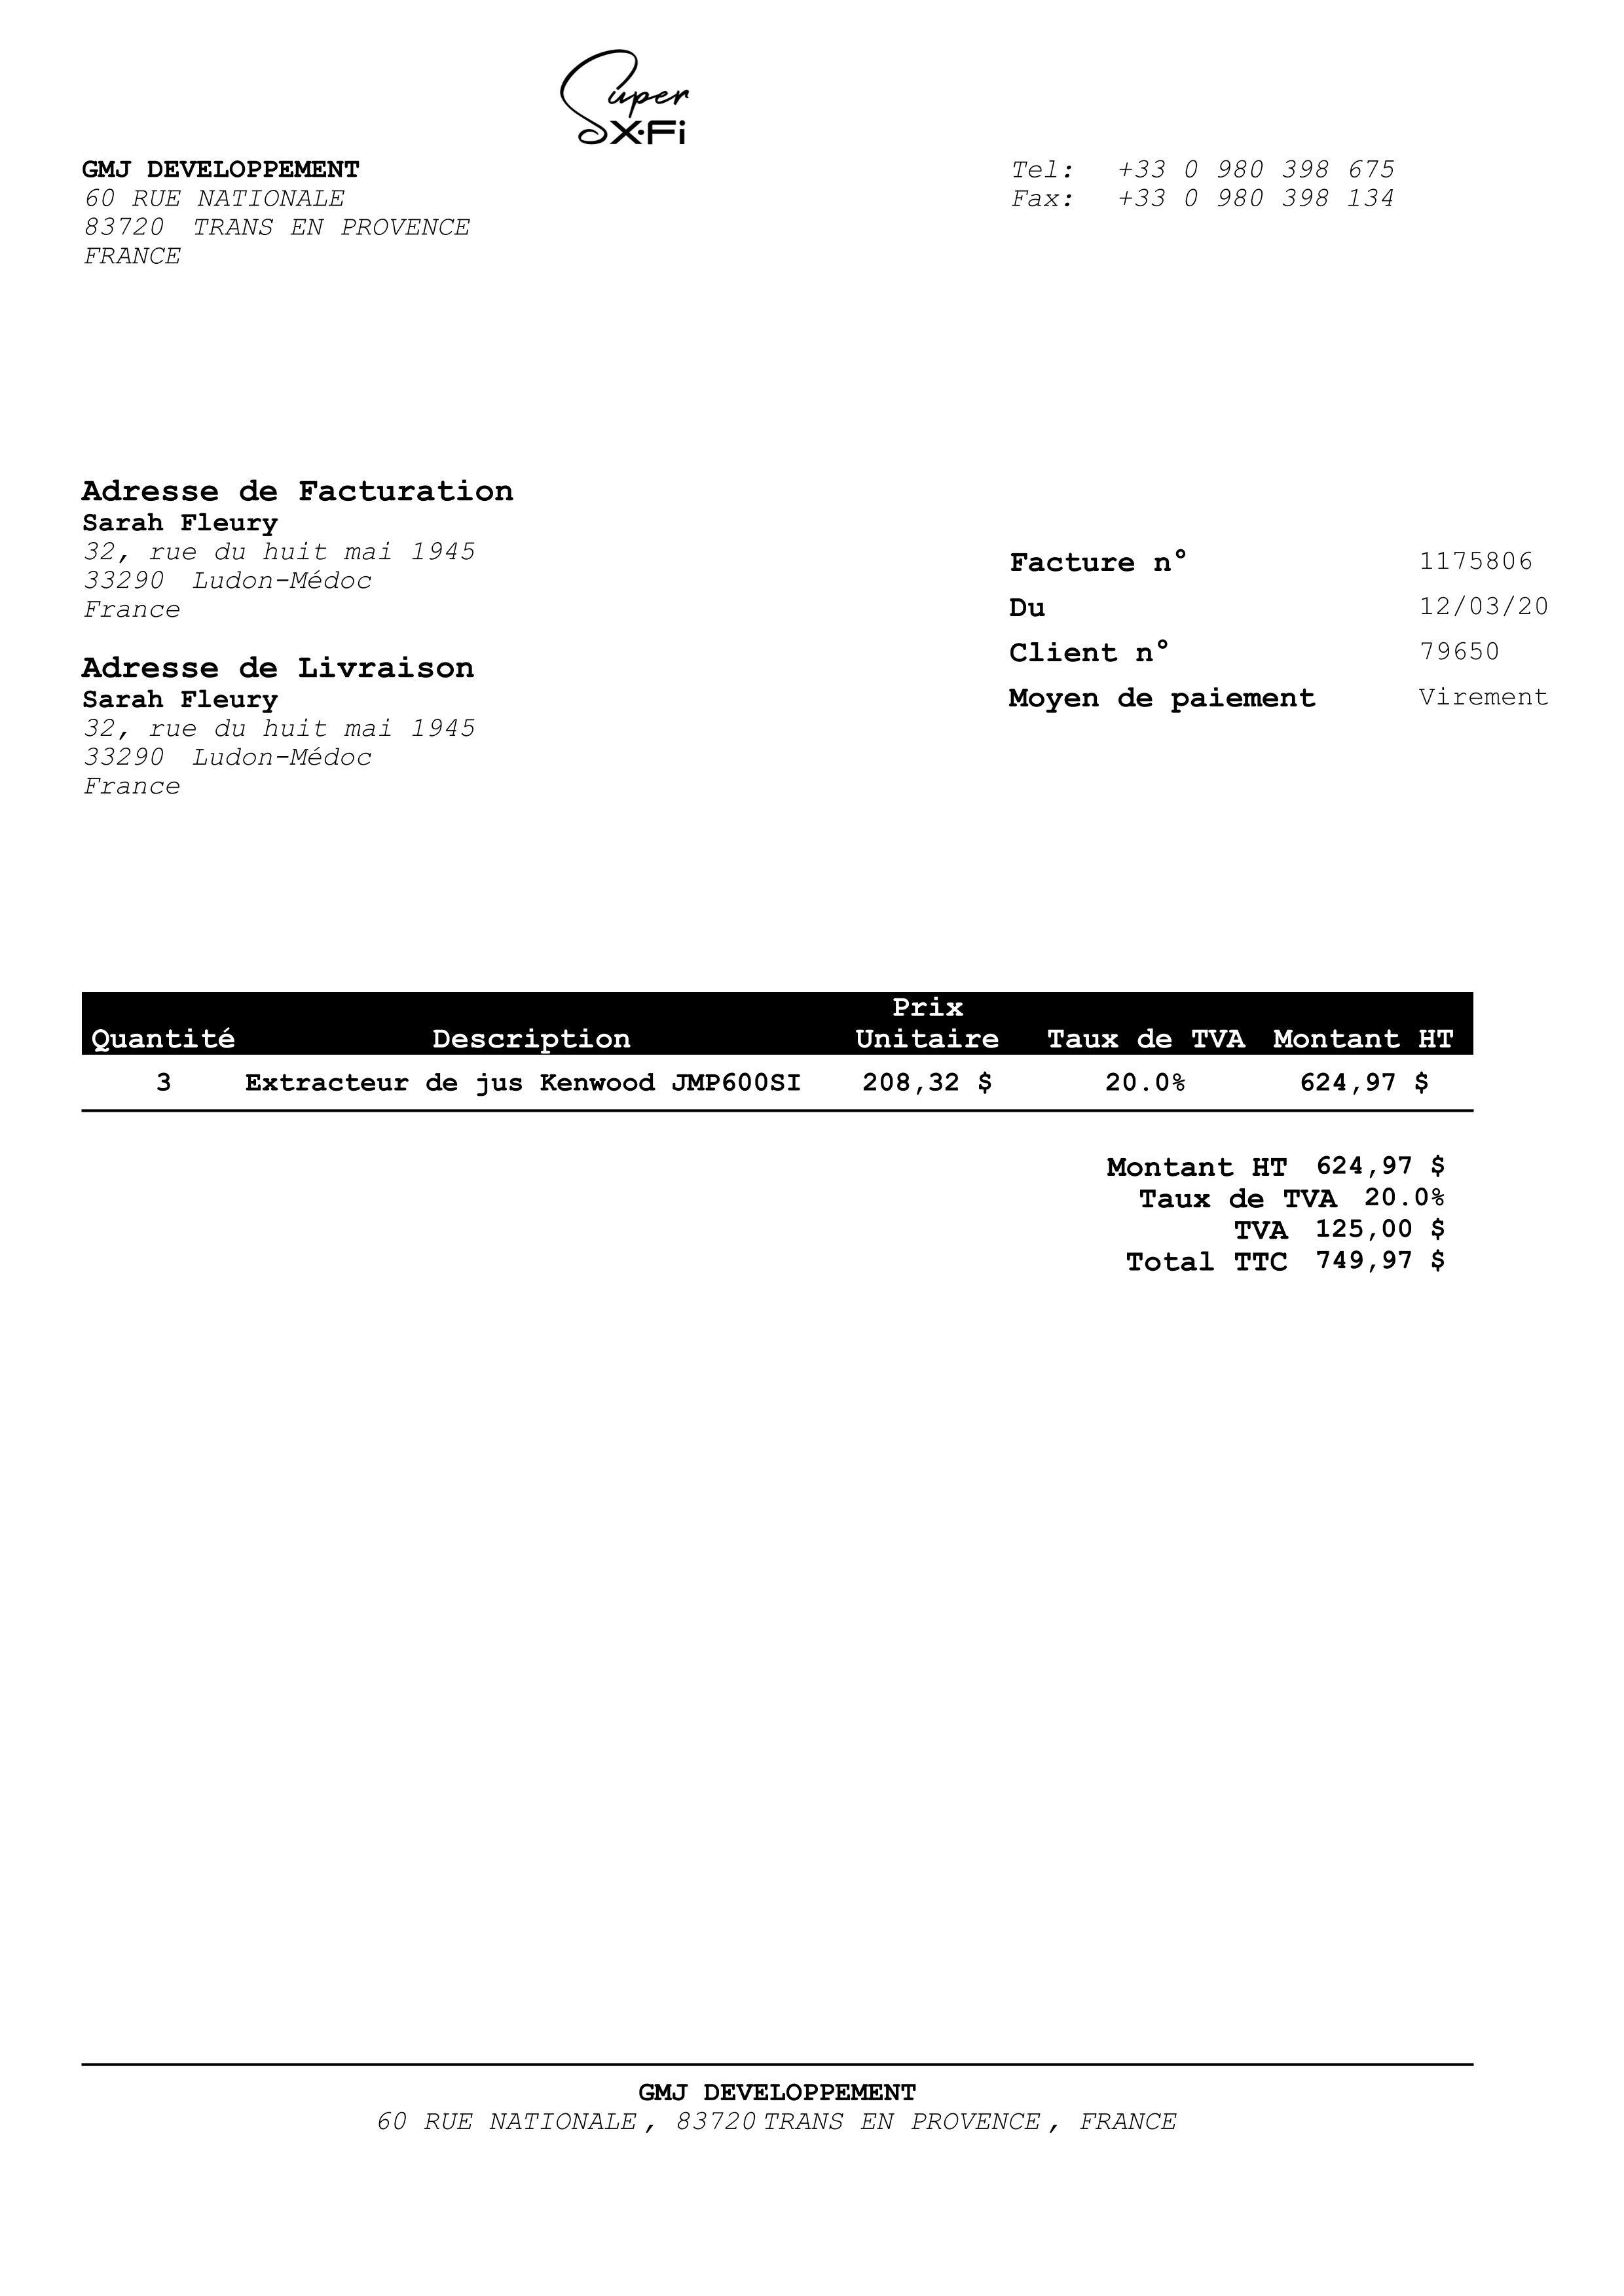 Super
X-Fi
GMJ DEVELOPPEMENT
60 RUE NATIONALE
83720 TRANS EN PROVENCE
FRANCE
Tel: +33 0 980 398 675
Fax: +33 0 980 398 134
Adresse de Facturation
Sarah Fleury
32, rue du huit mai 1945
33290 Ludon-Médoc
France
Adresse de Livraison
Sarah Fleury
32, rue du huit mai 1945
33290 Ludon-Médoc
France
Facture n° 1175806
Du 12/03/20
Client n° 79650
Moyen de paiement Virement
Quantité Description Prix Unitaire Taux de TVA Montant HT
3 Extracteur de jus Kenwood JMP600SI 208,32 $ 20.0% 624,97 $
Montant HT 624,97 $
Taux de TVA 20.0%
TVA 125,00 $
Total TTC 749,97 $
GMJ DEVELOPPEMENT
60 RUE NATIONALE, 83720 TRANS EN PROVENCE, FRANCE